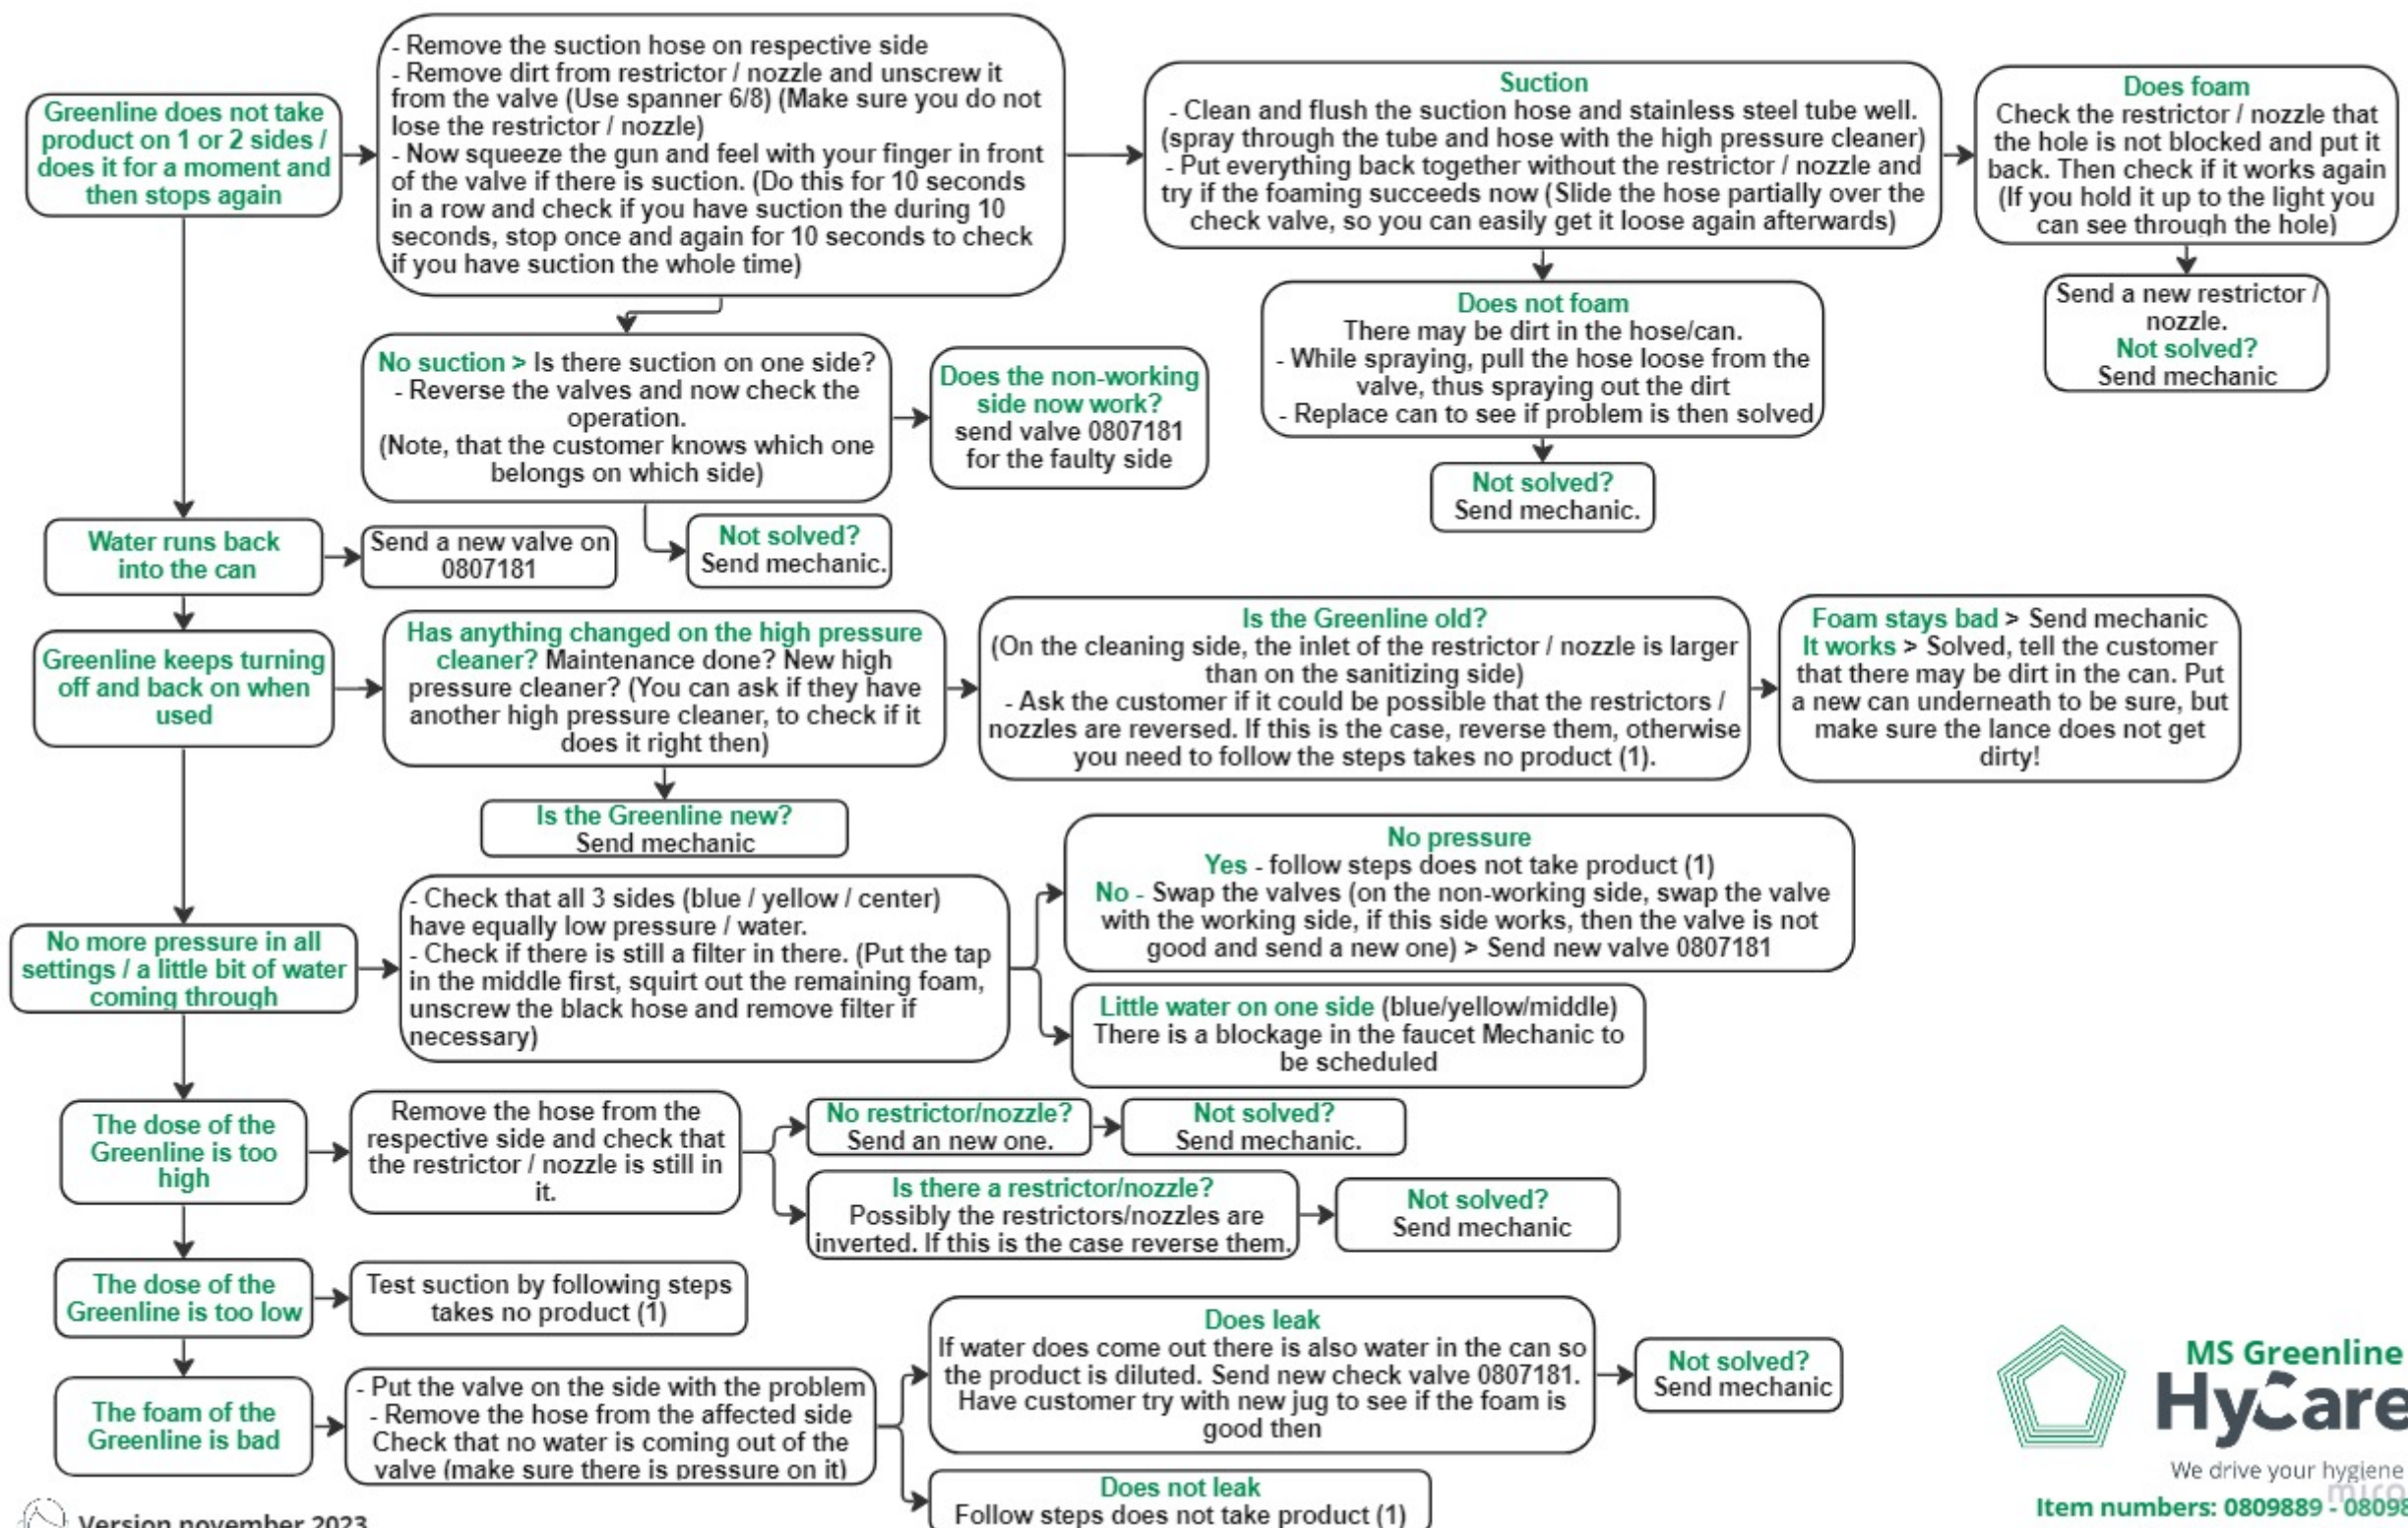 Greenline does not take
product on 1 or 2 sides /
does it for a moment and
then stops again
- Remove the suction hose on respective side
- Remove dirt from restrictor / nozzle and unscrew it
from the valve (Use spanner 6/8) (Make sure you do not
lose the restrictor / nozzle)
- Now squeeze the gun and feel with your finger in front
of the valve if there is suction. (Do this for 10 seconds
in a row and check if you have suction the during 10
seconds, stop once and again for 10 seconds to check
if you have suction the whole time)
Suction
- Clean and flush the suction hose and stainless steel tube well.
(spray through the tube and hose with the high pressure cleaner)
- Put everything back together without the restrictor / nozzle and
try if the foaming succeeds now (Slide the hose partially over the
check valve, so you can easily get it loose again afterwards)
Does foam
Check the restrictor / nozzle that
the hole is not blocked and put it
back. Then check if it works again
(If you hold it up to the light you
can see through the hole)
Send a new restrictor /
nozzle.
Not solved?
Send mechanic
Does not foam
There may be dirt in the hose/can.
- While spraying, pull the hose loose from the
valve, thus spraying out the dirt
- Replace can to see if problem is then solved
Not solved?
Send mechanic.
No suction > Is there suction on one side?
- Reverse the valves and now check the
operation.
(Note, that the customer knows which one
belongs on which side)
Does the non-working
side now work?
send valve 0807181
for the faulty side
Not solved?
Send mechanic.
Water runs back
into the can
Send a new valve on
0807181
Greenline keeps turning
off and back on when
used
Has anything changed on the high pressure
cleaner? Maintenance done? New high
pressure cleaner? (You can ask if they have
another high pressure cleaner, to check if it
does it right then)
Is the Greenline old?
(On the cleaning side, the inlet of the restrictor / nozzle is larger
than on the sanitizing side)
- Ask the customer if it could be possible that the restrictors /
nozzles are reversed. If this is the case, reverse them, otherwise
you need to follow the steps takes no product (1).
Foam stays bad > Send mechanic
It works > Solved, tell the customer
that there may be dirt in the can. Put
a new can underneath to be sure, but
make sure the lance does not get
dirty!
Is the Greenline new?
Send mechanic
No more pressure in all
settings / a little bit of water
coming through
- Check that all 3 sides (blue / yellow / center)
have equally low pressure / water.
- Check if there is still a filter in there. (Put the tap
in the middle first, squirt out the remaining foam,
unscrew the black hose and remove filter if
necessary)
No pressure
Yes - follow steps does not take product (1)
No - Swap the valves (on the non-working side, swap the valve
with the working side, if this side works, then the valve is not
good and send a new one) > Send new valve 0807181
Little water on one side (blue/yellow/middle)
There is a blockage in the faucet Mechanic to
be scheduled
The dose of the
Greenline is too
high
Remove the hose from the
respective side and check that
the restrictor / nozzle is still in
it.
No restrictor/nozzle?
Send an new one.
Not solved?
Send mechanic.
Is there a restrictor/nozzle?
Possibly the restrictors/nozzles are
inverted. If this is the case reverse them.
Not solved?
Send mechanic
The dose of the
Greenline is too low
Test suction by following steps
takes no product (1)
The foam of the
Greenline is bad
- Put the valve on the side with the problem
- Remove the hose from the affected side
Check that no water is coming out of the
valve (make sure there is pressure on it)
Does leak
If water does come out there is also water in the can so
the product is diluted. Send new check valve 0807181.
Have customer try with new jug to see if the foam is
good then
Not solved?
Send mechanic
Does not leak
Follow steps does not take product (1)
MS Greenline
HyCare
We drive your hygiene
miro
Item numbers: 0809889 - 08098
Version november 2023